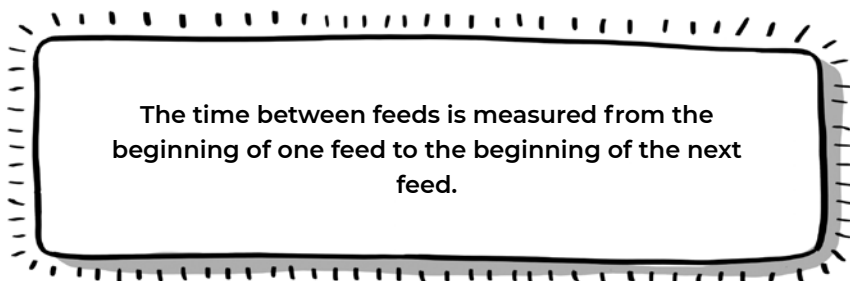 The time between feeds is measured from the
beginning of one feed to the beginning of the next
feed.